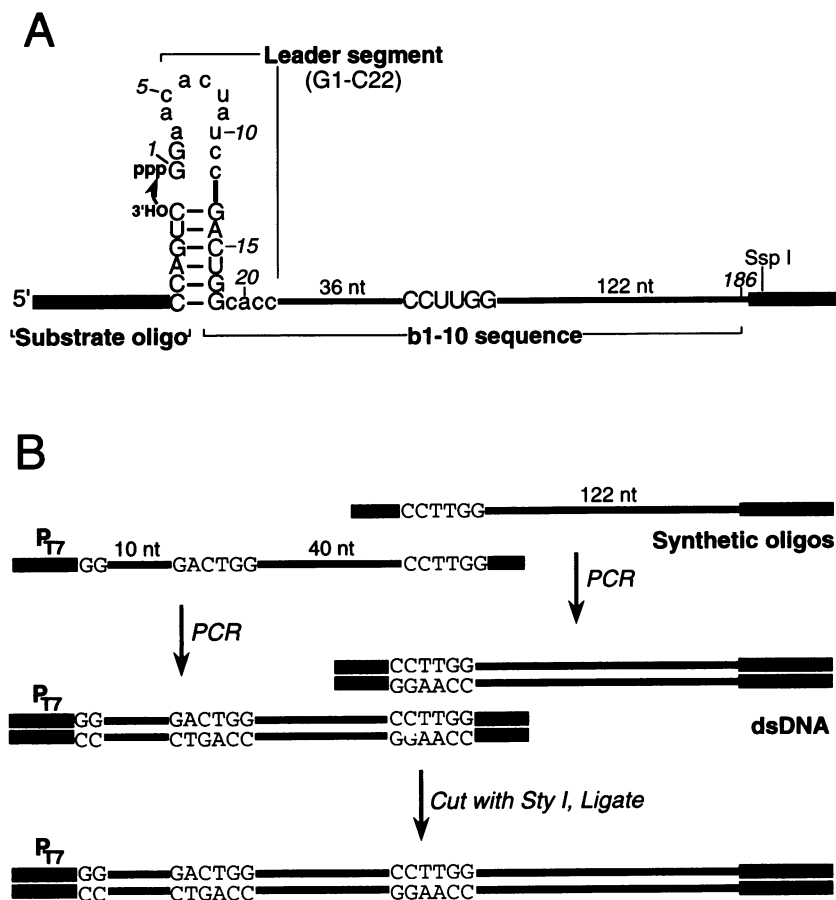 A
Leader segment
(G1-C22)
5 c a c u a u –10
a a
1 G G a
c c
ppp
3'HO C – G
U – A
G – C –15
A – U
C – G 20
5' C – G c a c c 36 nt CCUUGG 122 nt 186 Ssp I
Substrate oligo b1-10 sequence
B
122 nt
CCTTGG
PT7 Synthetic oligos
GG 10 nt GACTGG 40 nt CCTTGG
PCR
PCR
CCTTGG
GGAACC
PT7 dsDNA
GG GACTGG CCTTGG
CC CTGACC GGAACC
Cut with Sty I, Ligate
PT7
GG GACTGG CCTTGG
CC CTGACC GGAACC